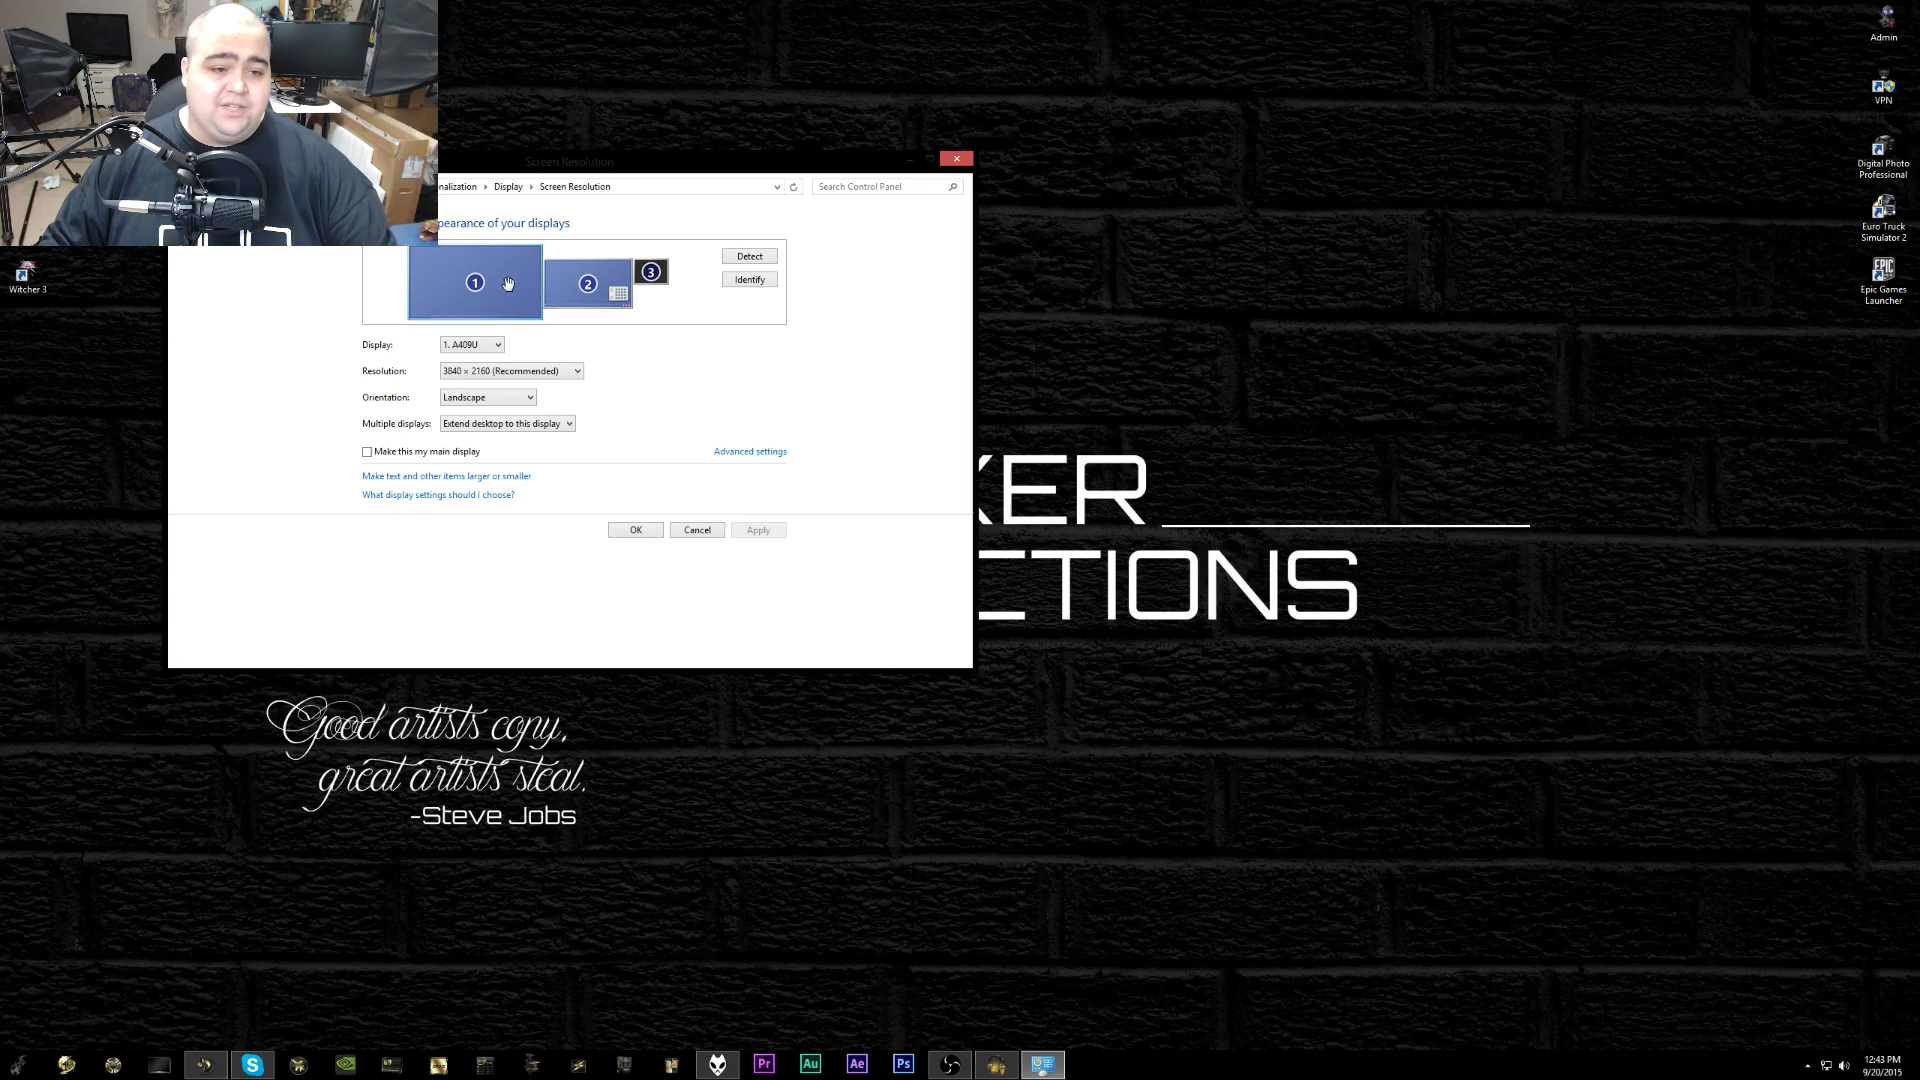 Admin
VPN
Digital Photo
Professional
Euro Truck
Simulator 2
Epic Games
Launcher
Witcher 3
Screen Resolution
nalization
Display
Screen Resolution
Search Control Panel
pearance of your displays
1
2
3
Detect
Identify
Display:
1. A409U
Resolution:
3840 × 2160 (Recommended)
Orientation:
Landscape
Multiple displays:
Extend desktop to this display
Make this my main display
Advanced settings
Make text and other items larger or smaller
What display settings should I choose?
OK
Cancel
Apply
KER
CTIONS
Good artists copy,
great artists steal.
-Steve Jobs
S
Pr
Au
Ae
Ps
12:43 PM
9/20/2015